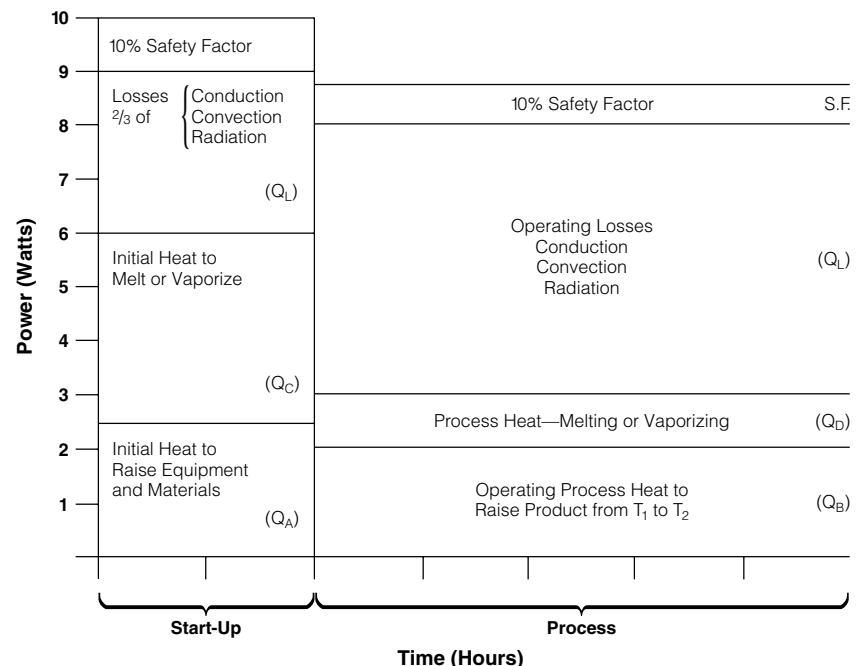 10
9
8
7
6
5
4
3
2
1
Power (Watts)
10% Safety Factor
Losses
2/3 of
Conduction
Convection
Radiation
(QL)
Initial Heat to
Melt or Vaporize
(QC)
Initial Heat to
Raise Equipment
and Materials
(QA)
10% Safety Factor S.F.
Operating Losses
Conduction
Convection
Radiation
(QL)
Process Heat—Melting or Vaporizing (QD)
Operating Process Heat to
Raise Product from T1 to T2
(QB)
Start-Up Process
Time (Hours)